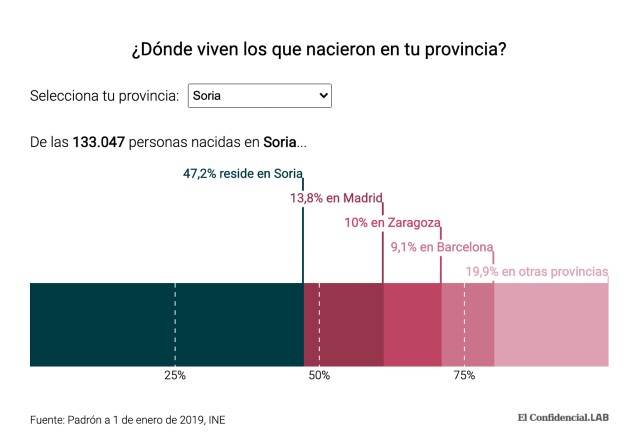 ¿Dónde viven los que nacieron en tu provincia?
Selecciona tu provincia: Soria
De las 133.047 personas nacidas en Soria...
47,2% reside en Soria
13,8% en Madrid
10% en Zaragoza
9,1% en Barcelona
19,9% en otras provincias
25% 50% 75%
Fuente: Padrón a 1 de enero de 2019, INE
El Confidencial.LAB